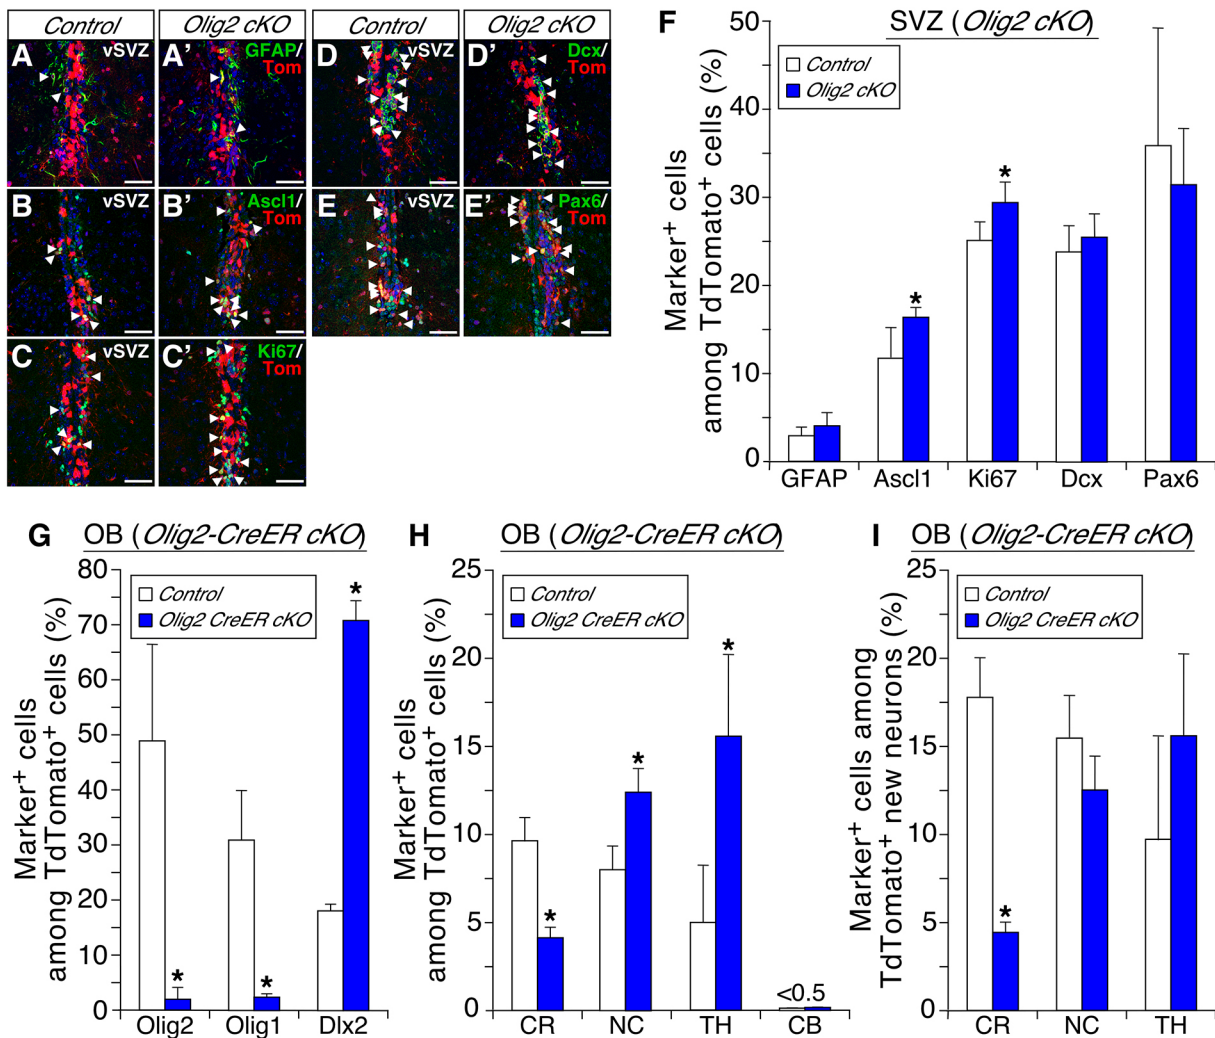 Control
Olig2 cKO
Control
Olig2 cKO
A
vSVZ
A'
GFAP/
Tom
D
vSVZ
D'
Dcx/
Tom
B
vSVZ
B'
Ascl1/
Tom
E
vSVZ
E'
Pax6/
Tom
C
vSVZ
C'
Ki67/
Tom
F
SVZ (Olig2 cKO)
Control
Olig2 cKO
Marker+ cells
among TdTomato+ cells (%)
50
40
30
20
10
0
*
*
GFAP Ascl1 Ki67 Dcx Pax6
G
OB (Olig2-CreER cKO)
Control
Olig2 CreER cKO
Marker+ cells
among TdTomato+ cells (%)
80
70
60
50
40
30
20
10
0
*
*
*
Olig2 Olig1 Dlx2
H
OB (Olig2-CreER cKO)
Control
Olig2 CreER cKO
Marker+ cells
among TdTomato+ cells (%)
25
20
15
10
5
0
*
*
*
<0.5
CR NC TH CB
I
OB (Olig2-CreER cKO)
Control
Olig2 CreER cKO
Marker+ cells among
TdTomato+ new neurons (%)
25
20
15
10
5
0
*
CR NC TH